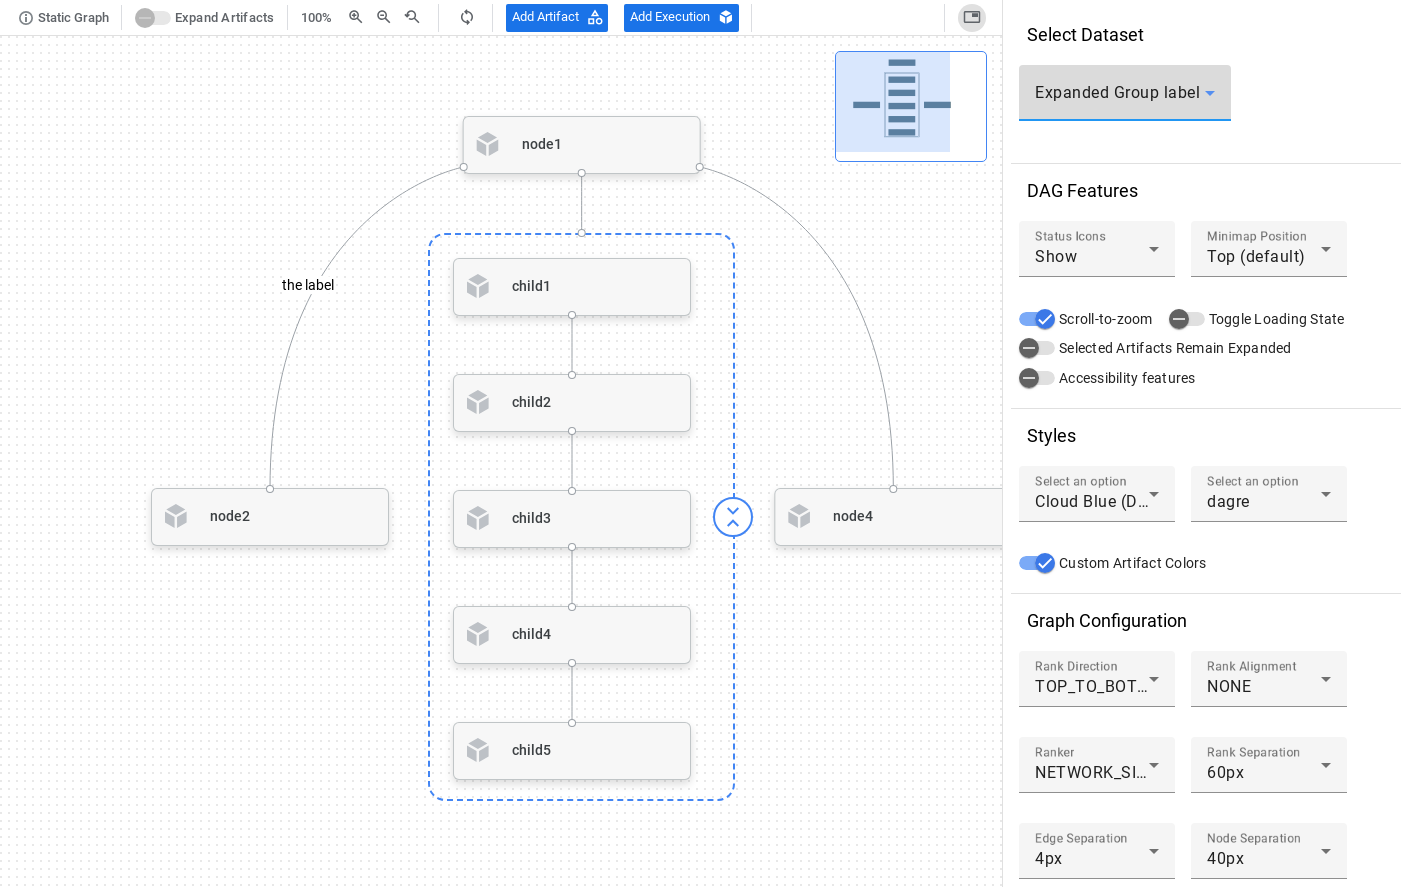 Static Graph
Expand Artifacts
100%
Add Artifact
Add Execution
node1
the label
child1
child2
child3
child4
child5
node2
node4
Select Dataset
Expanded Group label
DAG Features
Status Icons
Show
Minimap Position
Top (default)
Scroll-to-zoom
Toggle Loading State
Selected Artifacts Remain Expanded
Accessibility features
Styles
Select an option
Cloud Blue (D...
Select an option
dagre
Custom Artifact Colors
Graph Configuration
Rank Direction
TOP_TO_BOT...
Rank Alignment
NONE
Ranker
NETWORK_SI...
Rank Separation
60px
Edge Separation
4px
Node Separation
40px